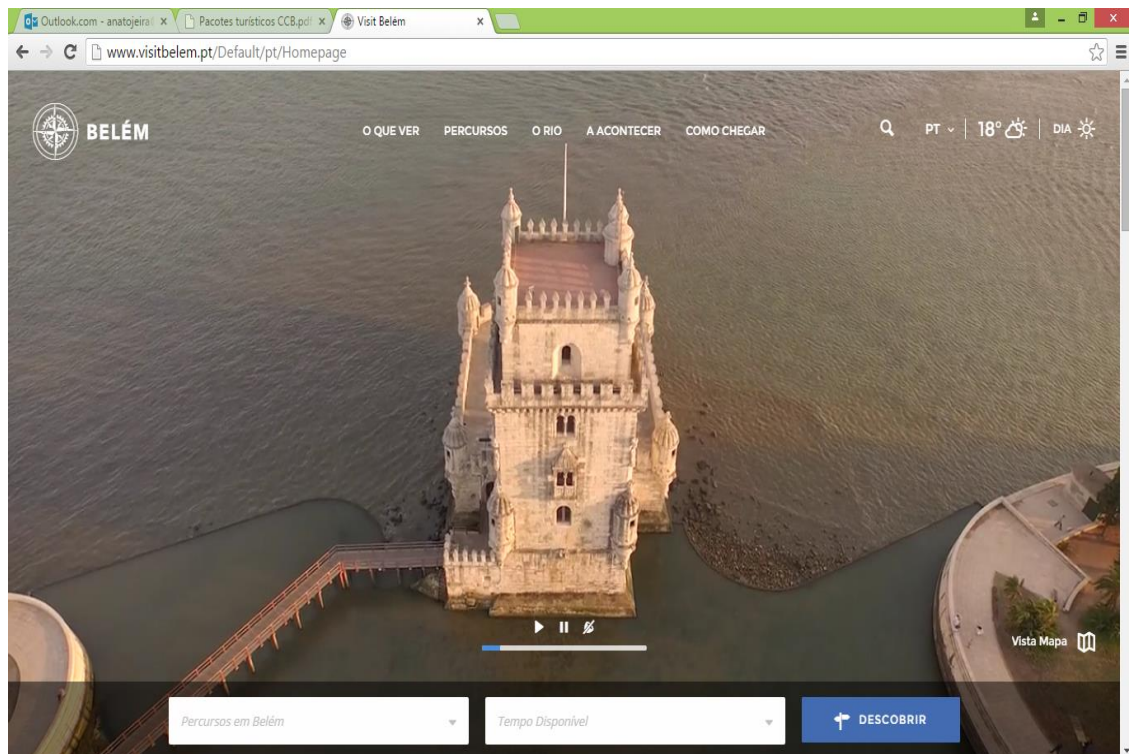 Outlook.com - anatojeira
Pacotes turísticos CCB.pdf
Visit Belém
www.visitbelem.pt/Default/pt/Homepage
BELÉM
O QUE VER PERCURSOS O RIO A ACONTECER COMO CHEGAR
PT 18° DIA
Vista Mapa
Percursos em Belém
Tempo Disponível
DESCOBRIR